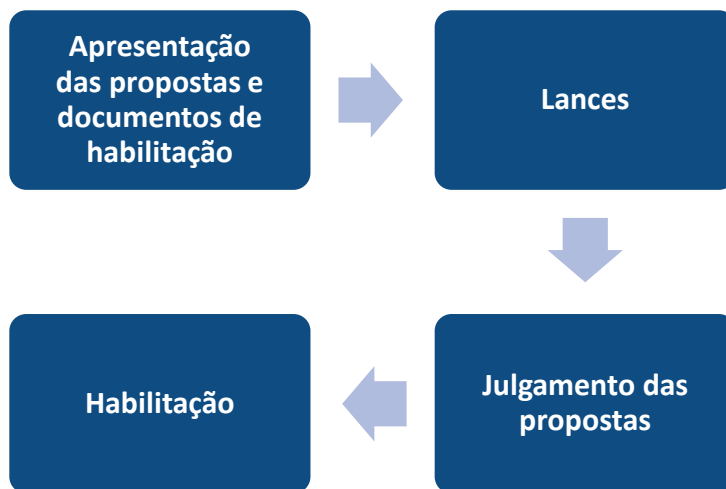 Apresentação
das propostas e
documentos de
habilitação
Lances
Julgamento das
propostas
Habilitação